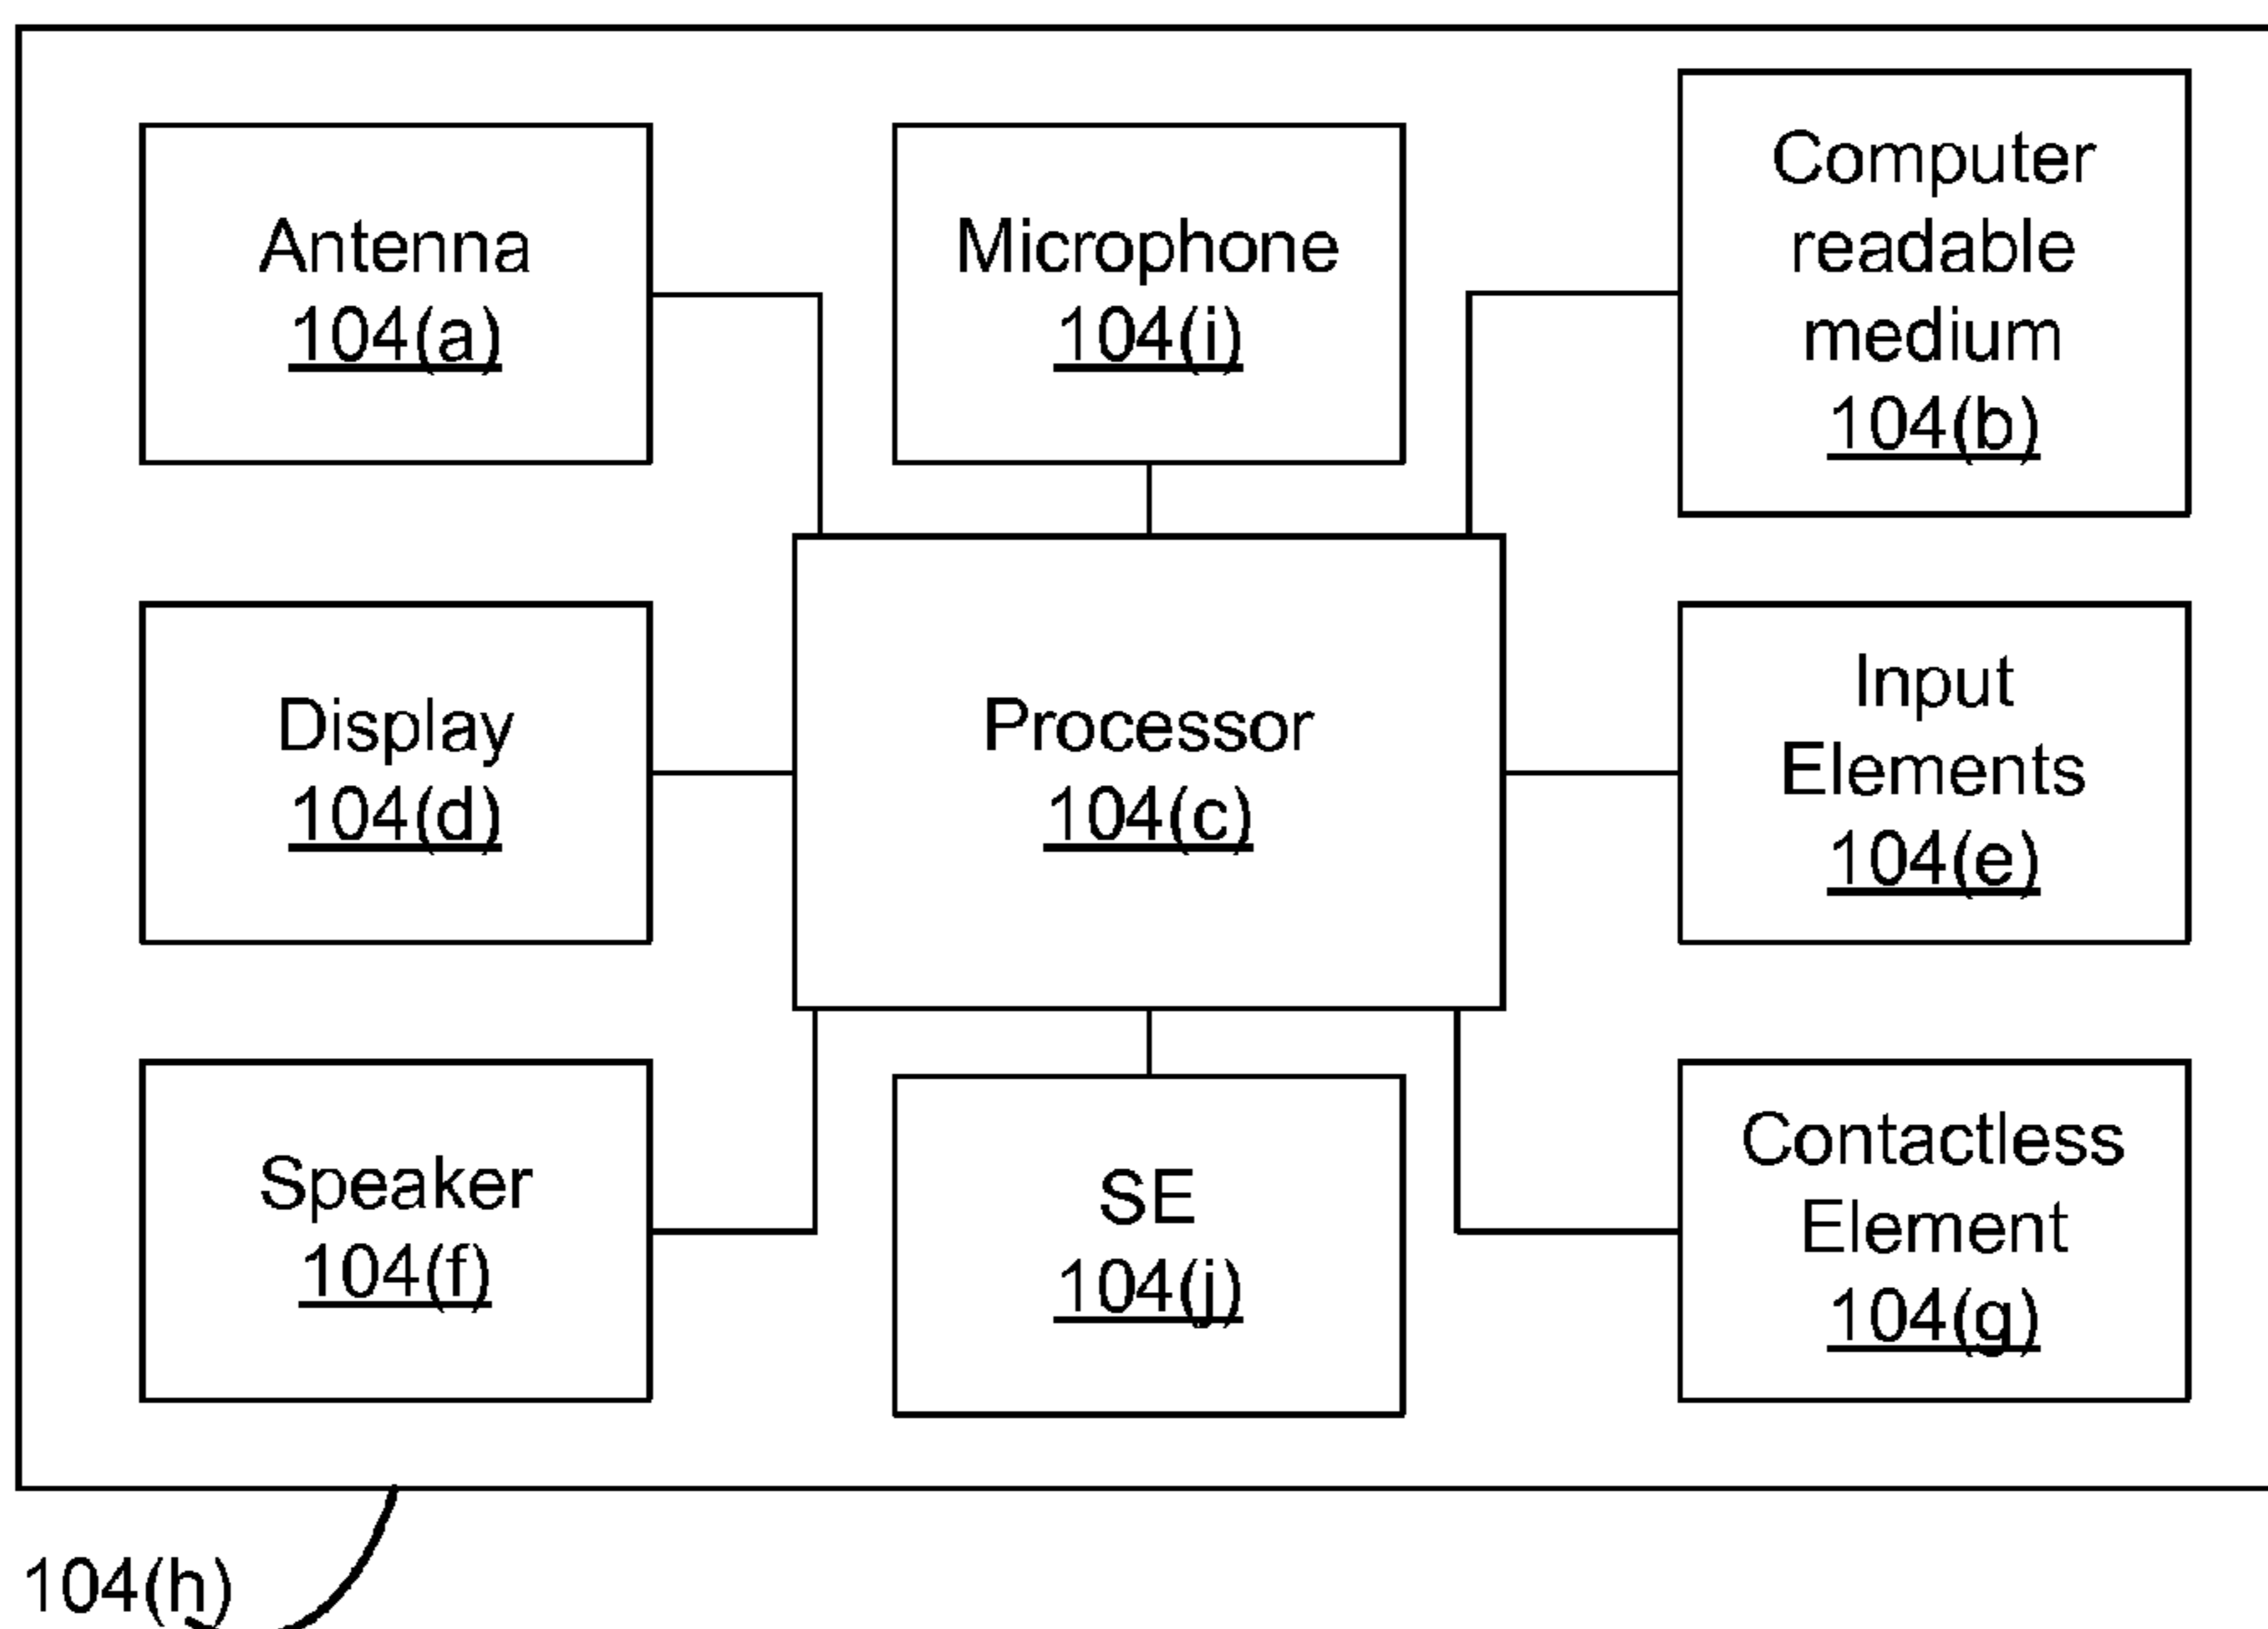 Antenna
104(a)
Microphone
104(i)
Computer
readable
medium
104(b)
Display
104(d)
Processor
104(c)
Input
Elements
104(e)
Speaker
104(f)
SE
104(j)
Contactless
Element
104(g)
104(h)